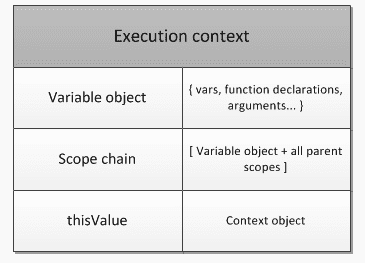 Execution context
Variable object
{ vars, function declarations,
arguments... }
Scope chain
[ Variable object + all parent
scopes ]
thisValue
Context object